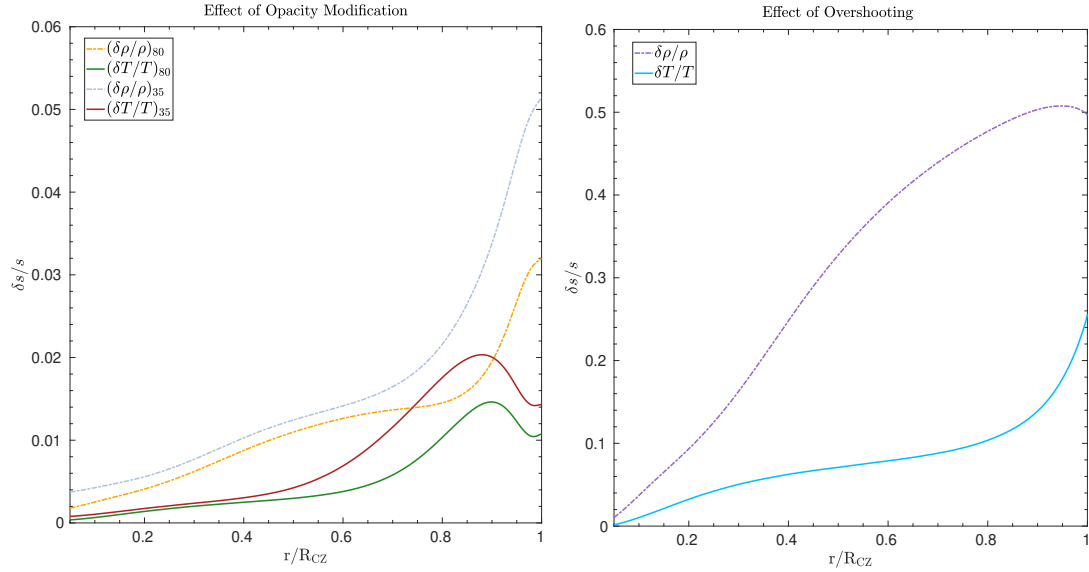 Effect of Opacity Modification
0.06
0.05
0.04
0.03
0.02
0.01
0
(δρ/ρ)₈₀
(δT/T)₈₀
(δρ/ρ)₃₅
(δT/T)₃₅
δs/s
0.2
0.4
0.6
0.8
1
r/R_CZ
Effect of Overshooting
0.6
0.5
0.4
0.3
0.2
0.1
0
δρ/ρ
δT/T
δs/s
0.2
0.4
0.6
0.8
1
r/R_CZ